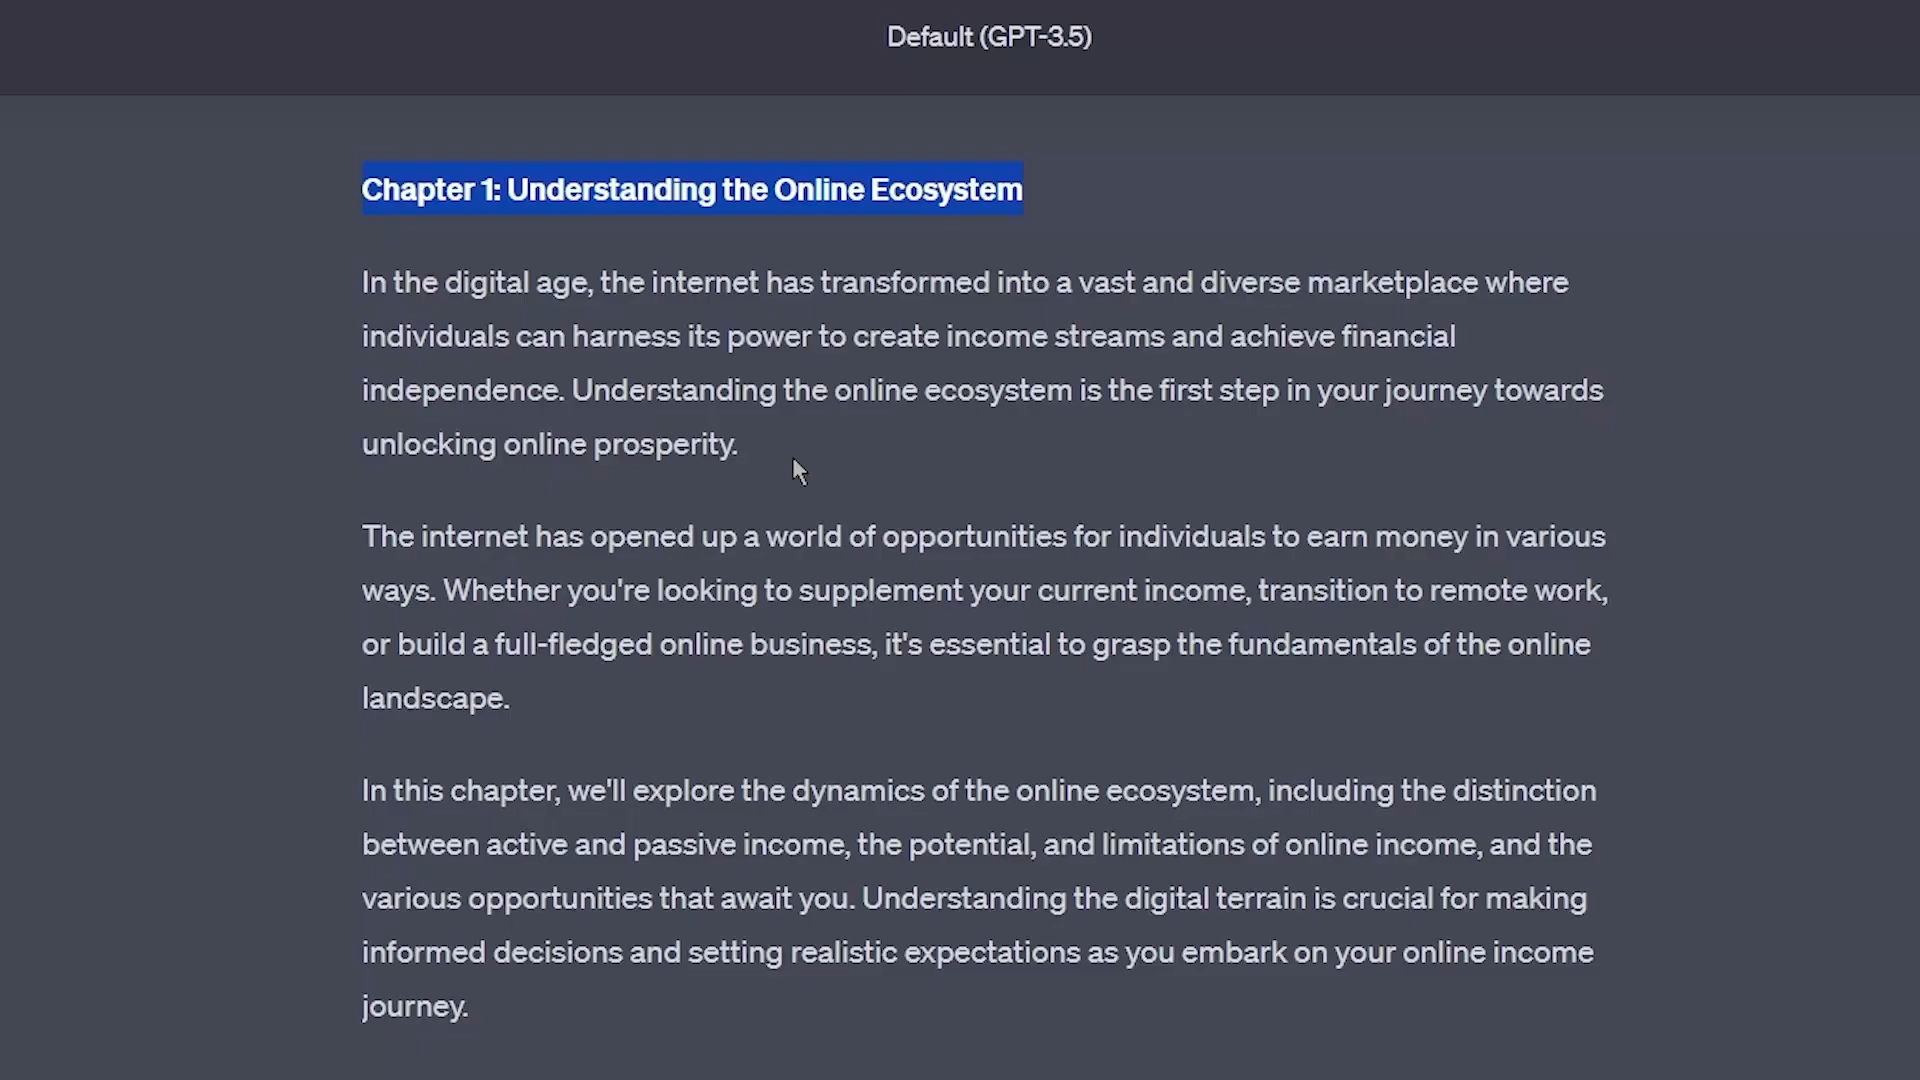 Default (GPT-3.5)
Chapter 1: Understanding the Online Ecosystem
In the digital age, the internet has transformed into a vast and diverse marketplace where
individuals can harness its power to create income streams and achieve financial
independence. Understanding the online ecosystem is the first step in your journey towards
unlocking online prosperity.
The internet has opened up a world of opportunities for individuals to earn money in various
ways. Whether you're looking to supplement your current income, transition to remote work,
or build a full-fledged online business, it's essential to grasp the fundamentals of the online
landscape.
In this chapter, we'll explore the dynamics of the online ecosystem, including the distinction
between active and passive income, the potential, and limitations of online income, and the
various opportunities that await you. Understanding the digital terrain is crucial for making
informed decisions and setting realistic expectations as you embark on your online income
journey.